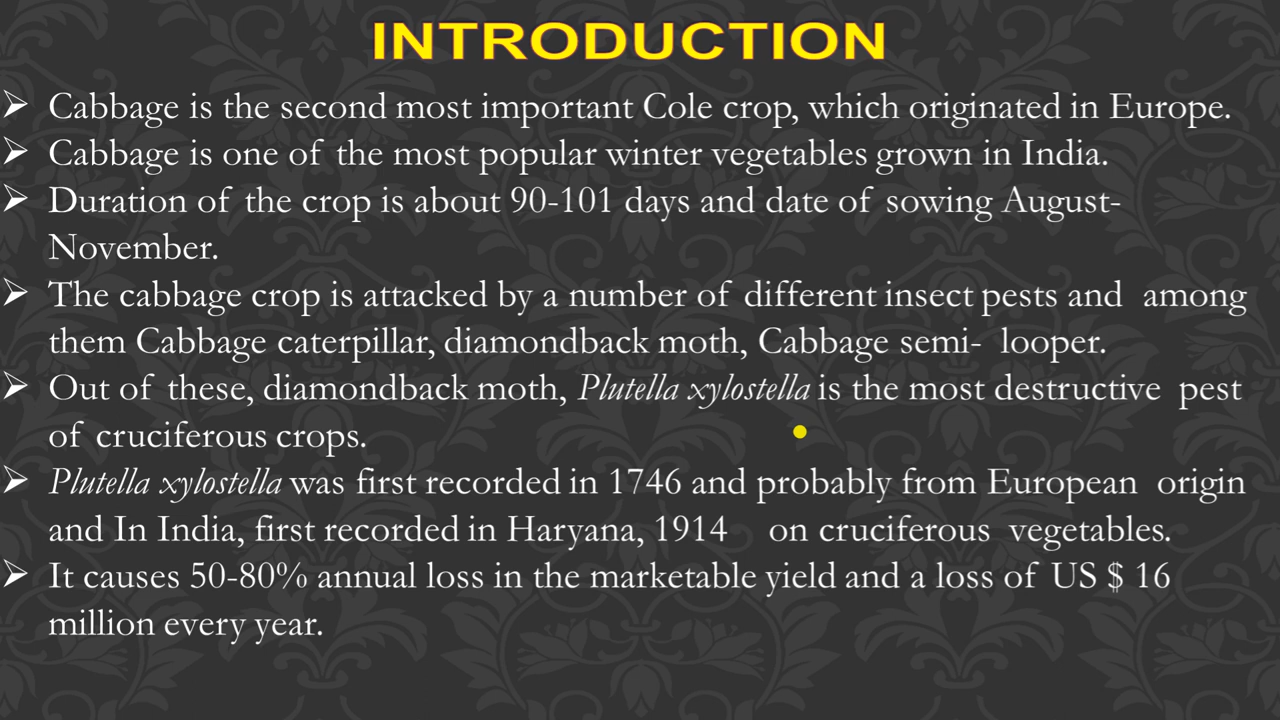 INTRODUCTION
➢ Cabbage is the second most important Cole crop, which originated in Europe.
➢ Cabbage is one of the most popular winter vegetables grown in India.
➢ Duration of the crop is about 90-101 days and date of sowing August-
November.
➢ The cabbage crop is attacked by a number of different insect pests and among
them Cabbage caterpillar, diamondback moth, Cabbage semi- looper.
➢ Out of these, diamondback moth, Plutella xylostella is the most destructive pest
of cruciferous crops.
➢ Plutella xylostella was first recorded in 1746 and probably from European origin
and In India, first recorded in Haryana, 1914 on cruciferous vegetables.
➢ It causes 50-80% annual loss in the marketable yield and a loss of US $ 16
million every year.